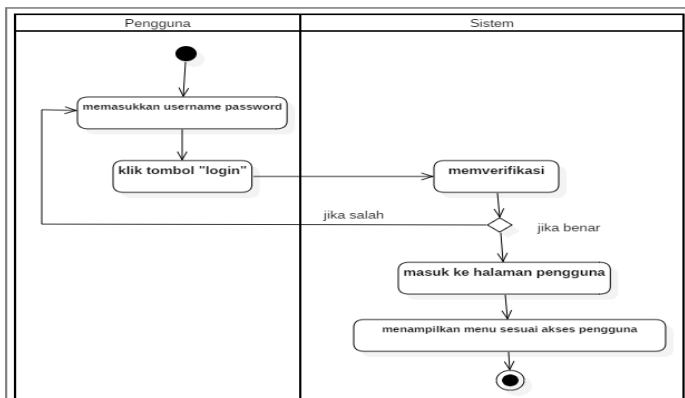 Pengguna
Sistem
memasukkan username password
klik tombol "login"
memverifikasi
jika salah
jika benar
masuk ke halaman pengguna
menampilkan menu sesuai akses pengguna